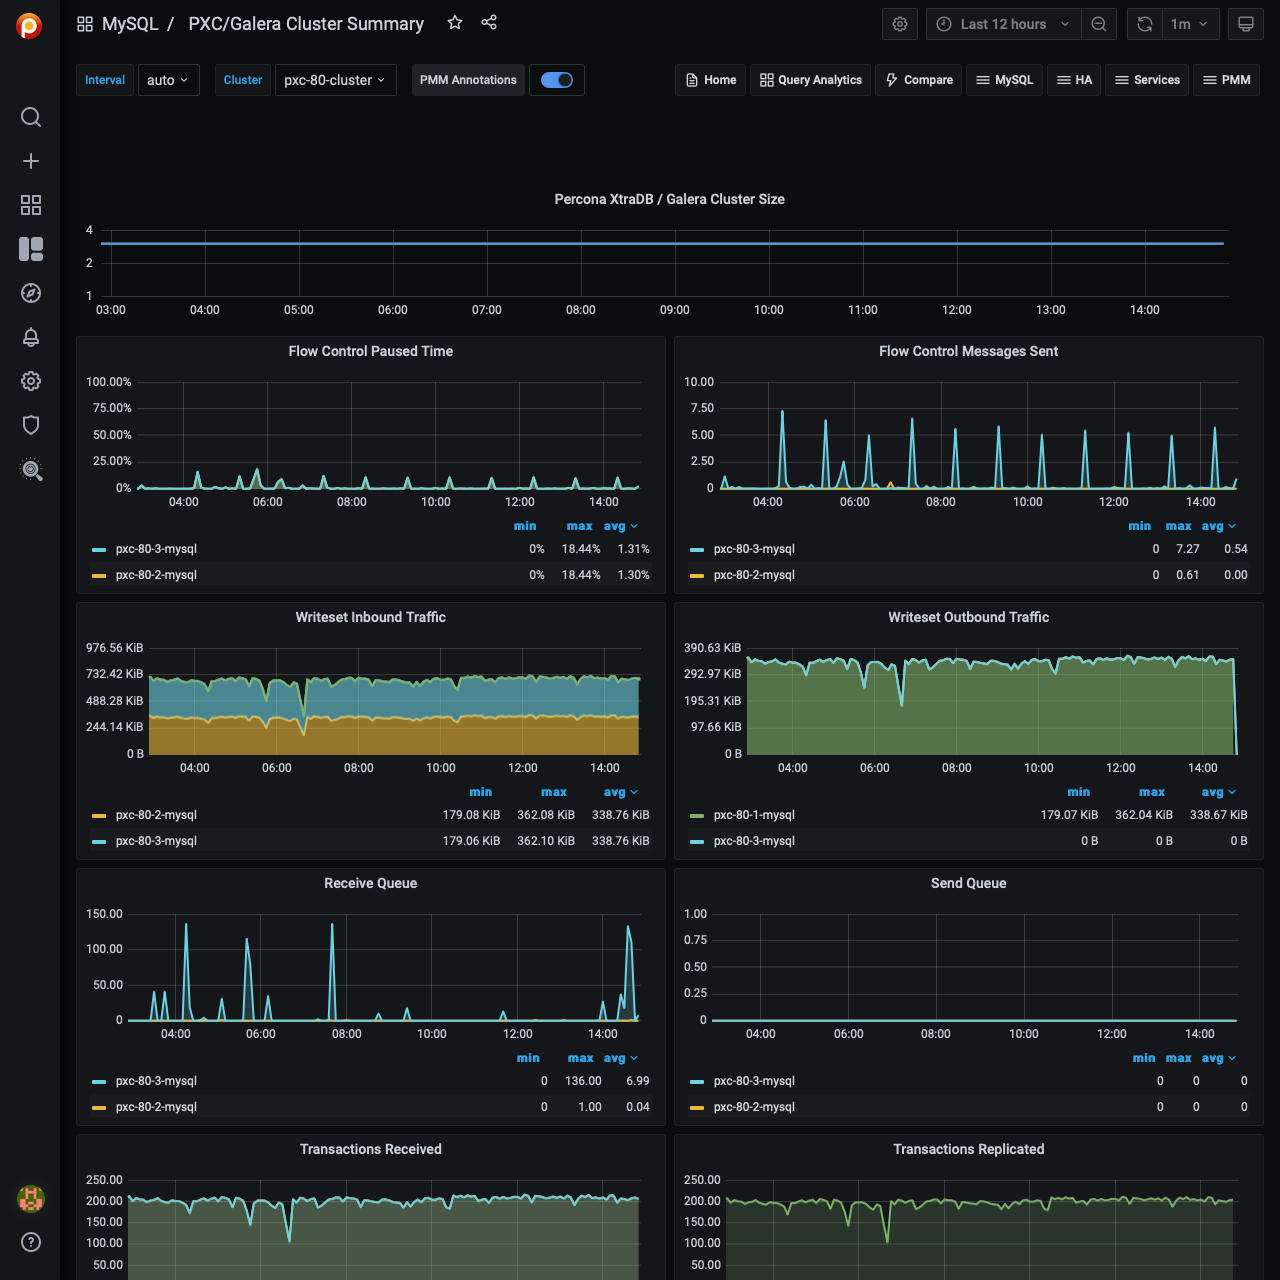 MySQL / PXC/Galera Cluster Summary
Last 12 hours
1m
Interval auto Cluster pxc-80-cluster PMM Annotations
Home Query Analytics Compare MySQL HA Services PMM
Percona XtraDB / Galera Cluster Size
4
2
1
03:00 04:00 05:00 06:00 07:00 08:00 09:00 10:00 11:00 12:00 13:00 14:00
Flow Control Paused Time
100.00%
75.00%
50.00%
25.00%
0%
04:00 06:00 08:00 10:00 12:00 14:00
min max avg
pxc-80-3-mysql 0% 18.44% 1.31%
pxc-80-2-mysql 0% 18.44% 1.30%
Flow Control Messages Sent
10.00
7.50
5.00
2.50
0
04:00 06:00 08:00 10:00 12:00 14:00
min max avg
pxc-80-3-mysql 0 7.27 0.54
pxc-80-2-mysql 0 0.61 0.00
Writeset Inbound Traffic
976.56 KiB
732.42 KiB
488.28 KiB
244.14 KiB
0 B
04:00 06:00 08:00 10:00 12:00 14:00
min max avg
pxc-80-2-mysql 179.08 KiB 362.08 KiB 338.76 KiB
pxc-80-3-mysql 179.06 KiB 362.10 KiB 338.76 KiB
Writeset Outbound Traffic
390.63 KiB
292.97 KiB
195.31 KiB
97.66 KiB
0 B
04:00 06:00 08:00 10:00 12:00 14:00
min max avg
pxc-80-1-mysql 179.07 KiB 362.04 KiB 338.67 KiB
pxc-80-3-mysql 0 B 0 B 0 B
Receive Queue
150.00
100.00
50.00
0
04:00 06:00 08:00 10:00 12:00 14:00
min max avg
pxc-80-3-mysql 0 136.00 6.99
pxc-80-2-mysql 0 1.00 0.04
Send Queue
1.00
0.75
0.50
0.25
0
04:00 06:00 08:00 10:00 12:00 14:00
min max avg
pxc-80-3-mysql 0 0 0
pxc-80-2-mysql 0 0 0
Transactions Received
250.00
200.00
150.00
100.00
50.00
Transactions Replicated
250.00
200.00
150.00
100.00
50.00